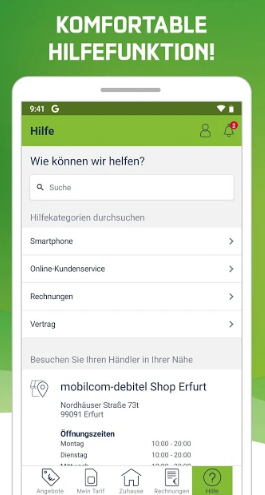 KOMFORTABLE
HILFEFUNKTION!
9:41 G
Hilfe
Wie können wir helfen?
Suche
Hilfekategorien durchsuchen
Smartphone
Online-Kundenservice
Rechnungen
Vertrag
Besuchen Sie Ihren Händler in Ihrer Nähe
mobilcom-debitel Shop Erfurt
Nordhäuser Straße 73t
99091 Erfurt
Öffnungszeiten
Montag 10:00 - 20:00
Dienstag 10:00 - 20:00
Mittwoch 10:00 - 20:00
Angebote Mein Tarif Zuhause Rechnungen Hilfe